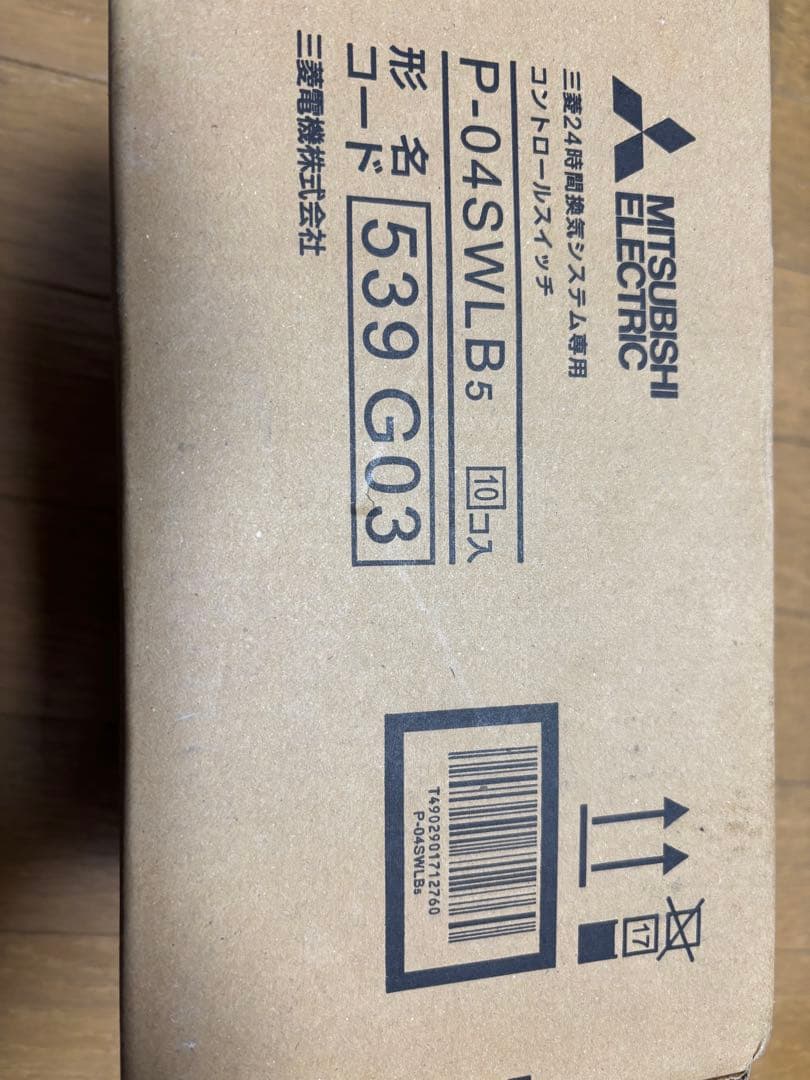 MITSUBISHI
ELECTRIC
三菱24時間換気システム専用
コントロールスイッチ
P-04SWLB5 10コ入
形名
コード 539G03
三菱電機株式会社
T4902901712760
P-04SWLB5
17